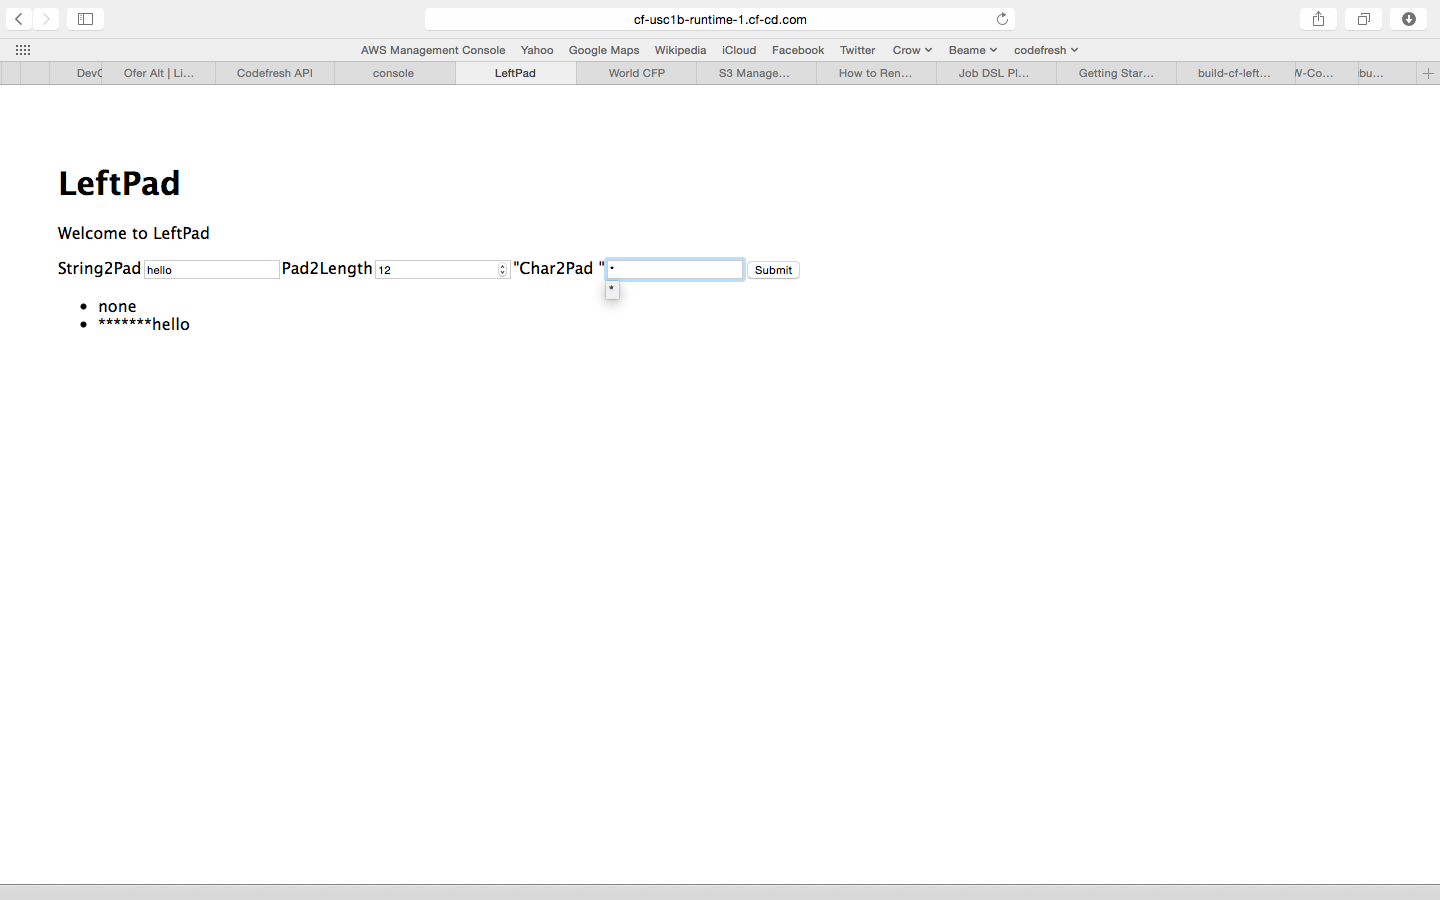 cf-usc1b-runtime-1.cf-cd.com
AWS Management Console Yahoo Google Maps Wikipedia iCloud Facebook Twitter Crow Beame codefresh
Ofer Alt | Li... Codefresh API console LeftPad World CFP S3 Manage... How to Ren... Job DSL Pl... Getting Star... build-cf-left... bu...
LeftPad
Welcome to LeftPad
String2Pad hello Pad2Length 12 "Char2Pad " * Submit
*
• none
• *******hello